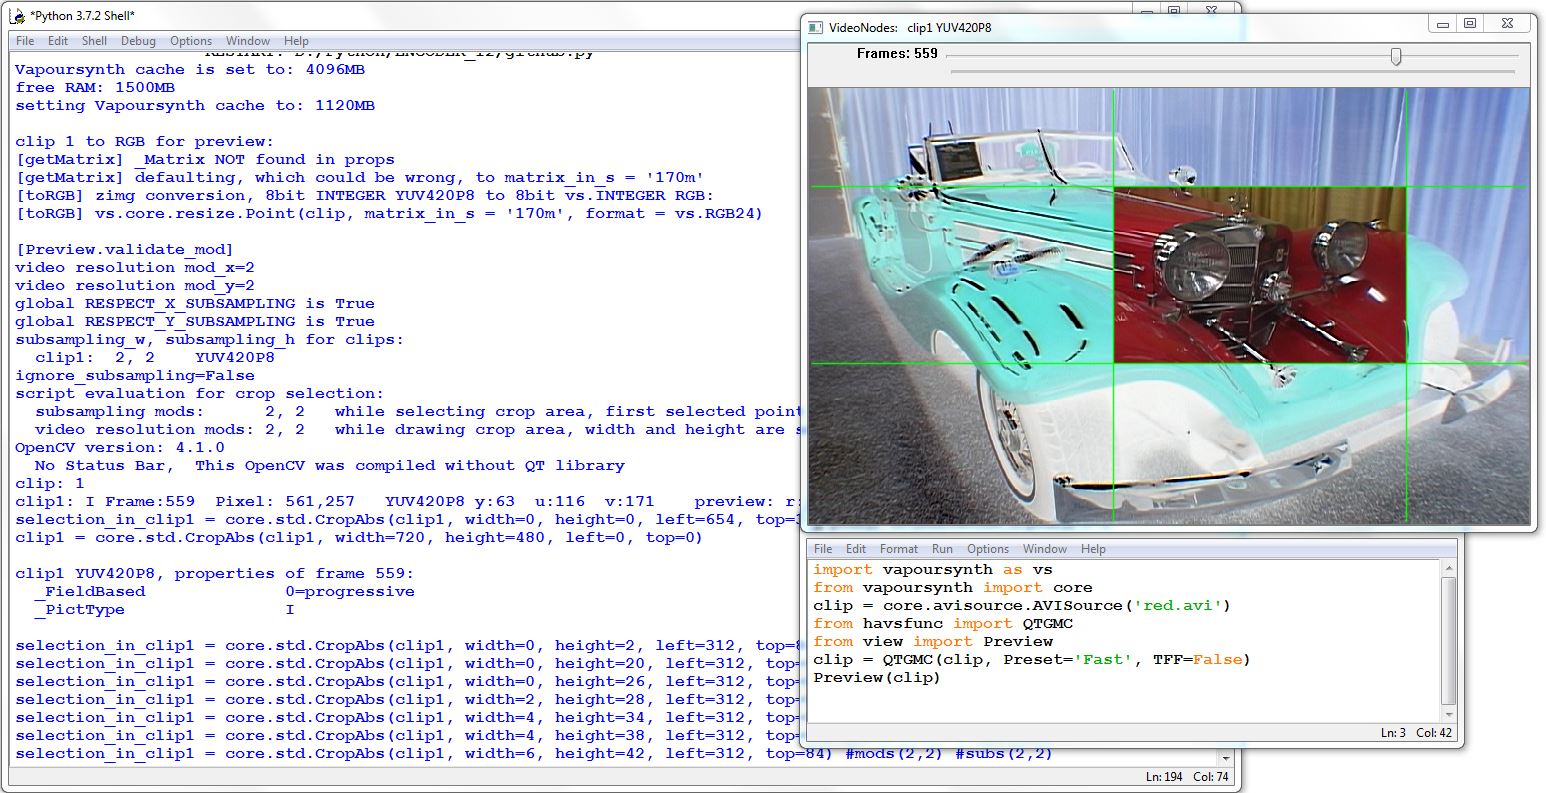 *Python 3.7.2 Shell*
File Edit Shell Debug Options Window Help
RESTART: D:/Python/ENCODER_12/github.py
Vapoursynth cache is set to: 4096MB
free RAM: 1500MB
setting Vapoursynth cache to: 1120MB
clip 1 to RGB for preview:
[getMatrix] _Matrix NOT found in props
[getMatrix] defaulting, which could be wrong, to matrix_in_s = '170m'
[toRGB] zimg conversion, 8bit INTEGER YUV420P8 to 8bit vs.INTEGER RGB:
[toRGB] vs.core.resize.Point(clip, matrix_in_s = '170m', format = vs.RGB24)
[Preview.validate_mod]
video resolution mod_x=2
video resolution mod_y=2
global RESPECT_X_SUBSAMPLING is True
global RESPECT_Y_SUBSAMPLING is True
subsampling_w, subsampling_h for clips:
clip1: 2, 2 YUV420P8
ignore_subsampling=False
script evaluation for crop selection:
subsampling mods: 2, 2 while selecting crop area, first selected point
video resolution mods: 2, 2 while drawing crop area, width and height are s
OpenCV version: 4.1.0
No Status Bar, This OpenCV was compiled without QT library
clip: 1
clip1: I Frame:559 Pixel: 561,257 YUV420P8 y:63 u:116 v:171 preview: r:
selection_in_clip1 = core.std.CropAbs(clip1, width=0, height=0, left=654, top=3
clip1 = core.std.CropAbs(clip1, width=720, height=480, left=0, top=0)
clip1 YUV420P8, properties of frame 559:
_FieldBased 0=progressive
_PictType I
selection_in_clip1 = core.std.CropAbs(clip1, width=0, height=2, left=312, top=8
selection_in_clip1 = core.std.CropAbs(clip1, width=0, height=20, left=312, top=
selection_in_clip1 = core.std.CropAbs(clip1, width=0, height=26, left=312, top=
selection_in_clip1 = core.std.CropAbs(clip1, width=2, height=28, left=312, top=
selection_in_clip1 = core.std.CropAbs(clip1, width=4, height=34, left=312, top=
selection_in_clip1 = core.std.CropAbs(clip1, width=4, height=38, left=312, top=
selection_in_clip1 = core.std.CropAbs(clip1, width=6, height=42, left=312, top=84) #mods(2,2) #subs(2,2)
Ln: 194 Col: 74
VideoNodes: clip1 YUV420P8
Frames: 559
File Edit Format Run Options Window Help
import vapoursynth as vs
from vapoursynth import core
clip = core.avisource.AVISource('red.avi')
from havsfunc import QTGMC
from view import Preview
clip = QTGMC(clip, Preset='Fast', TFF=False)
Preview(clip)
Ln: 3 Col: 42